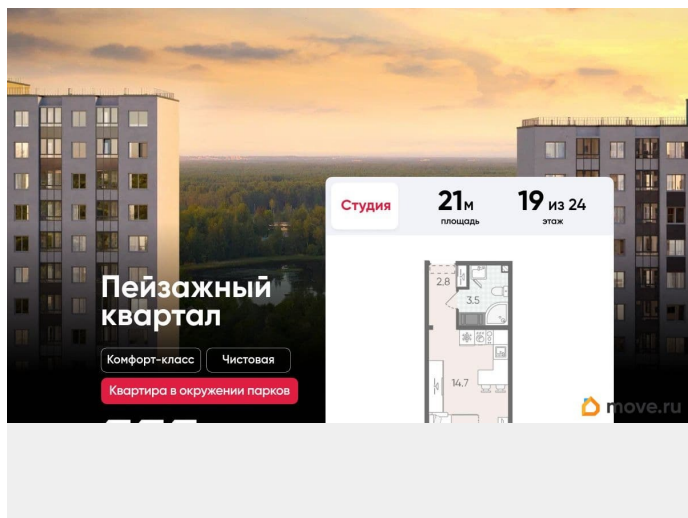 Студия
21м
площадь
19 из 24
этаж
Пейзажный
квартал
Комфорт-класс
Чистовая
Квартира в окружении парков
2.8
3.5
14.7
move.ru